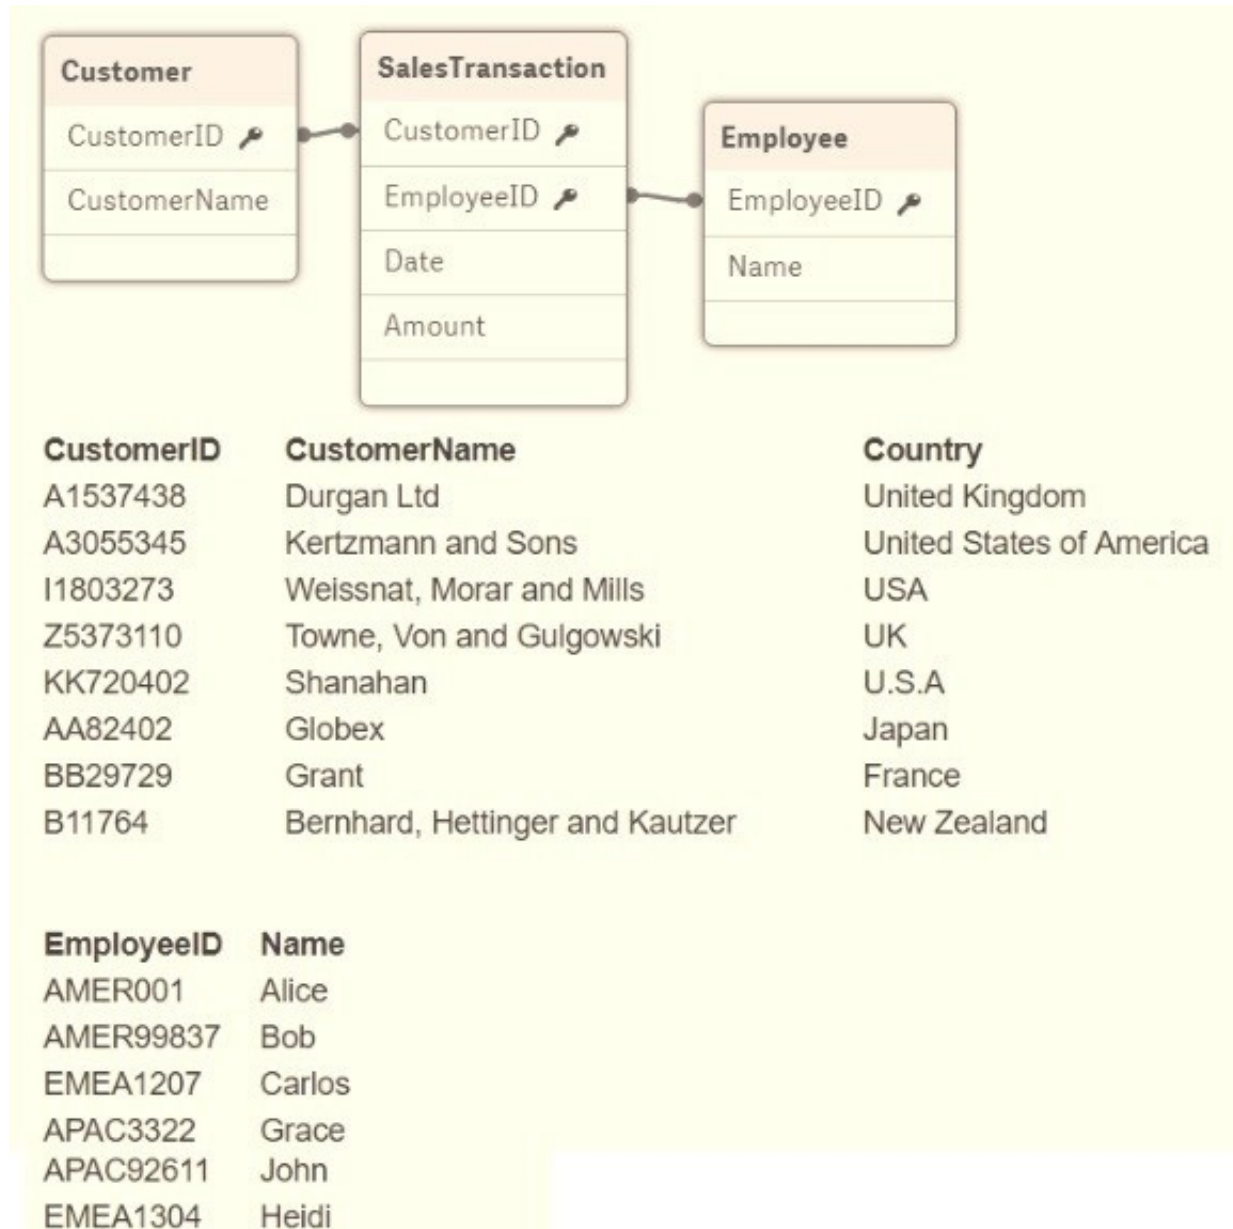 Customer
CustomerID
CustomerName
SalesTransaction
CustomerID
EmployeeID
Date
Amount
Employee
EmployeeID
Name
CustomerID CustomerName Country
A1537438 Durgan Ltd United Kingdom
A3055345 Kertzmann and Sons United States of America
I1803273 Weissnat, Morar and Mills USA
Z5373110 Towne, Von and Gulgowski UK
KK720402 Shanahan U.S.A
AA82402 Globex Japan
BB29729 Grant France
B11764 Bernhard, Hettinger and Kautzer New Zealand
EmployeeID Name
AMER001 Alice
AMER99837 Bob
EMEA1207 Carlos
APAC3322 Grace
APAC92611 John
EMEA1304 Heidi